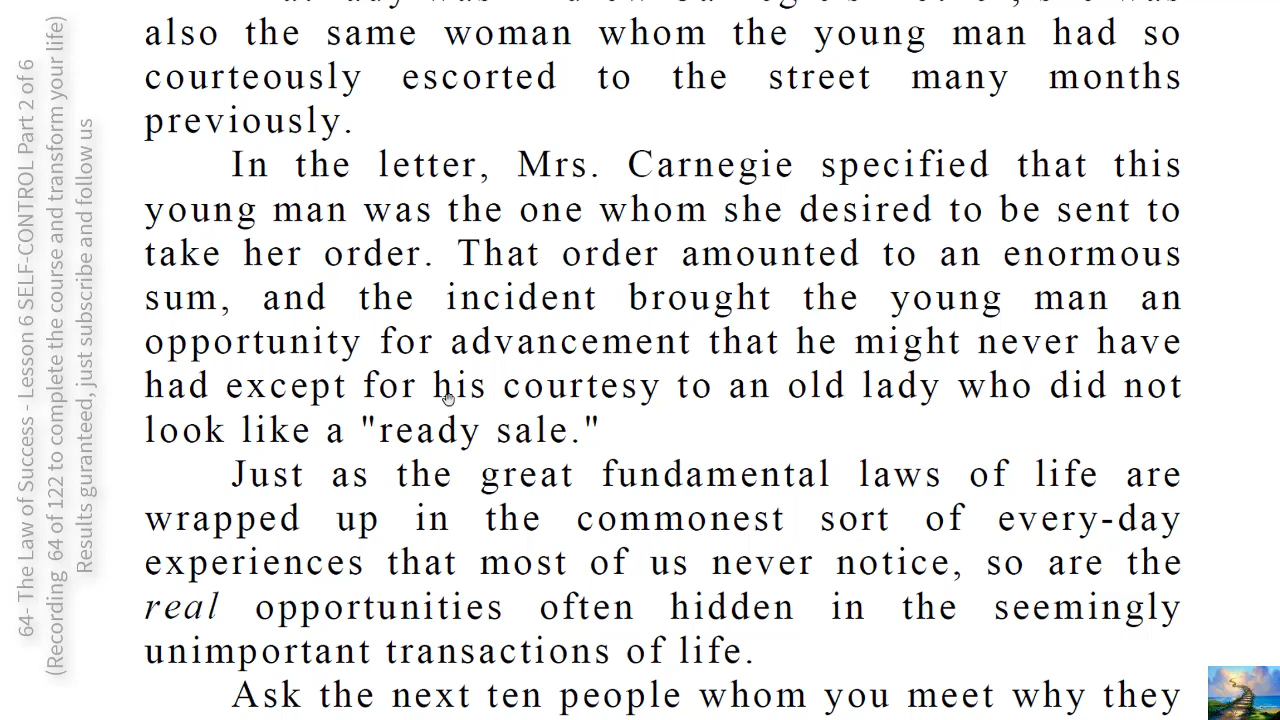 also the same woman whom the young man had so
courteously escorted to the street many months
previously.
In the letter, Mrs. Carnegie specified that this
young man was the one whom she desired to be sent to
take her order. That order amounted to an enormous
sum, and the incident brought the young man an
opportunity for advancement that he might never have
had except for his courtesy to an old lady who did not
look like a "ready sale."
Just as the great fundamental laws of life are
wrapped up in the commonest sort of every-day
experiences that most of us never notice, so are the
real opportunities often hidden in the seemingly
unimportant transactions of life.
Ask the next ten people whom you meet why they
64- The Law of Success - Lesson 6 SELF-CONTROL Part 2 of 6
(Recording 64 of 122 to complete the course and transform your life)
Results guranteed, just subscribe and follow us